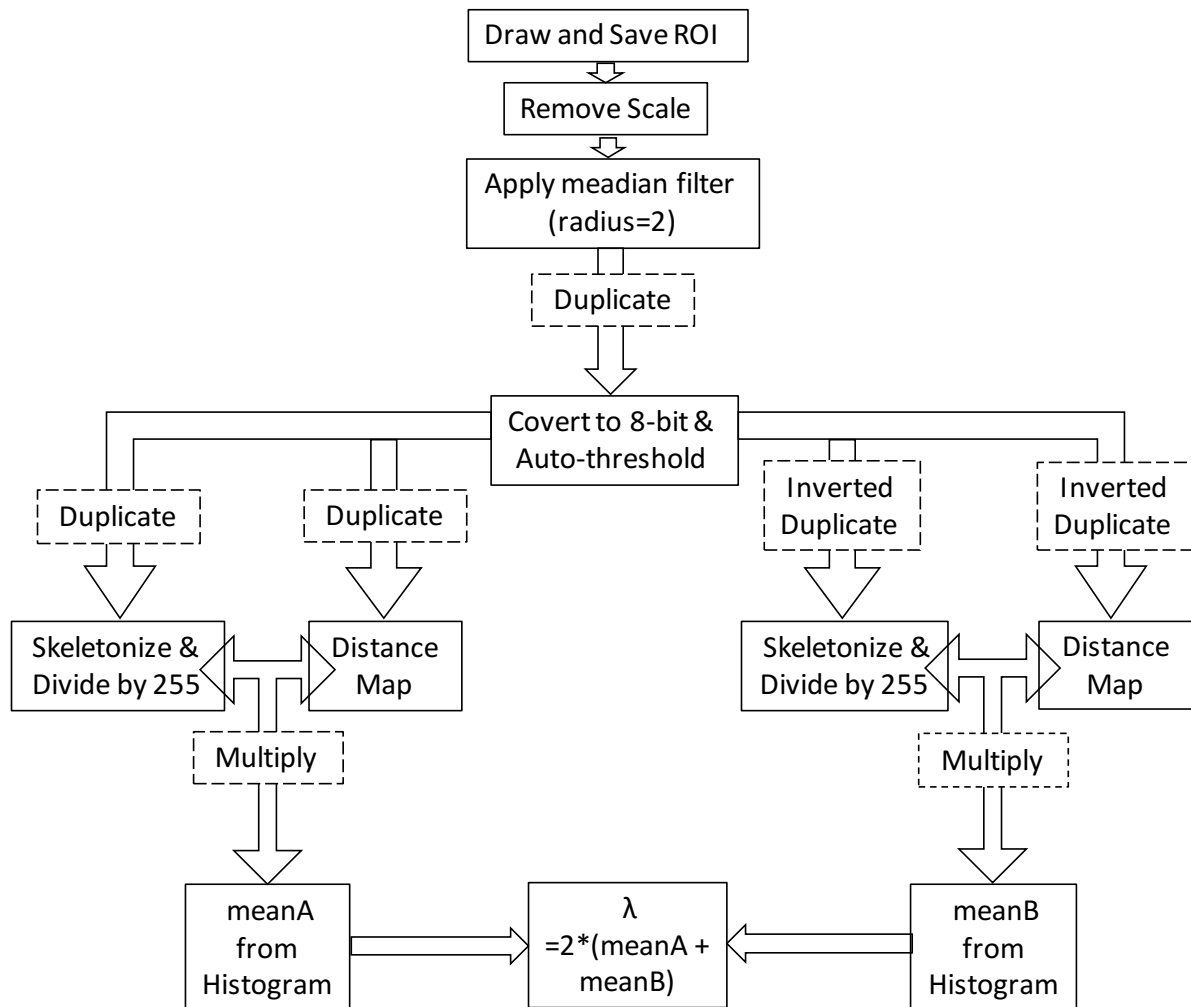 Draw and Save ROI
Remove Scale
Apply meadian filter
(radius=2)
Duplicate
Covert to 8-bit &
Auto-threshold
Duplicate
Duplicate
Inverted
Duplicate
Inverted
Duplicate
Skeletonize &
Divide by 255
Distance
Map
Skeletonize &
Divide by 255
Distance
Map
Multiply
Multiply
meanA
from
Histogram
λ
=2*(meanA +
meanB)
meanB
from
Histogram